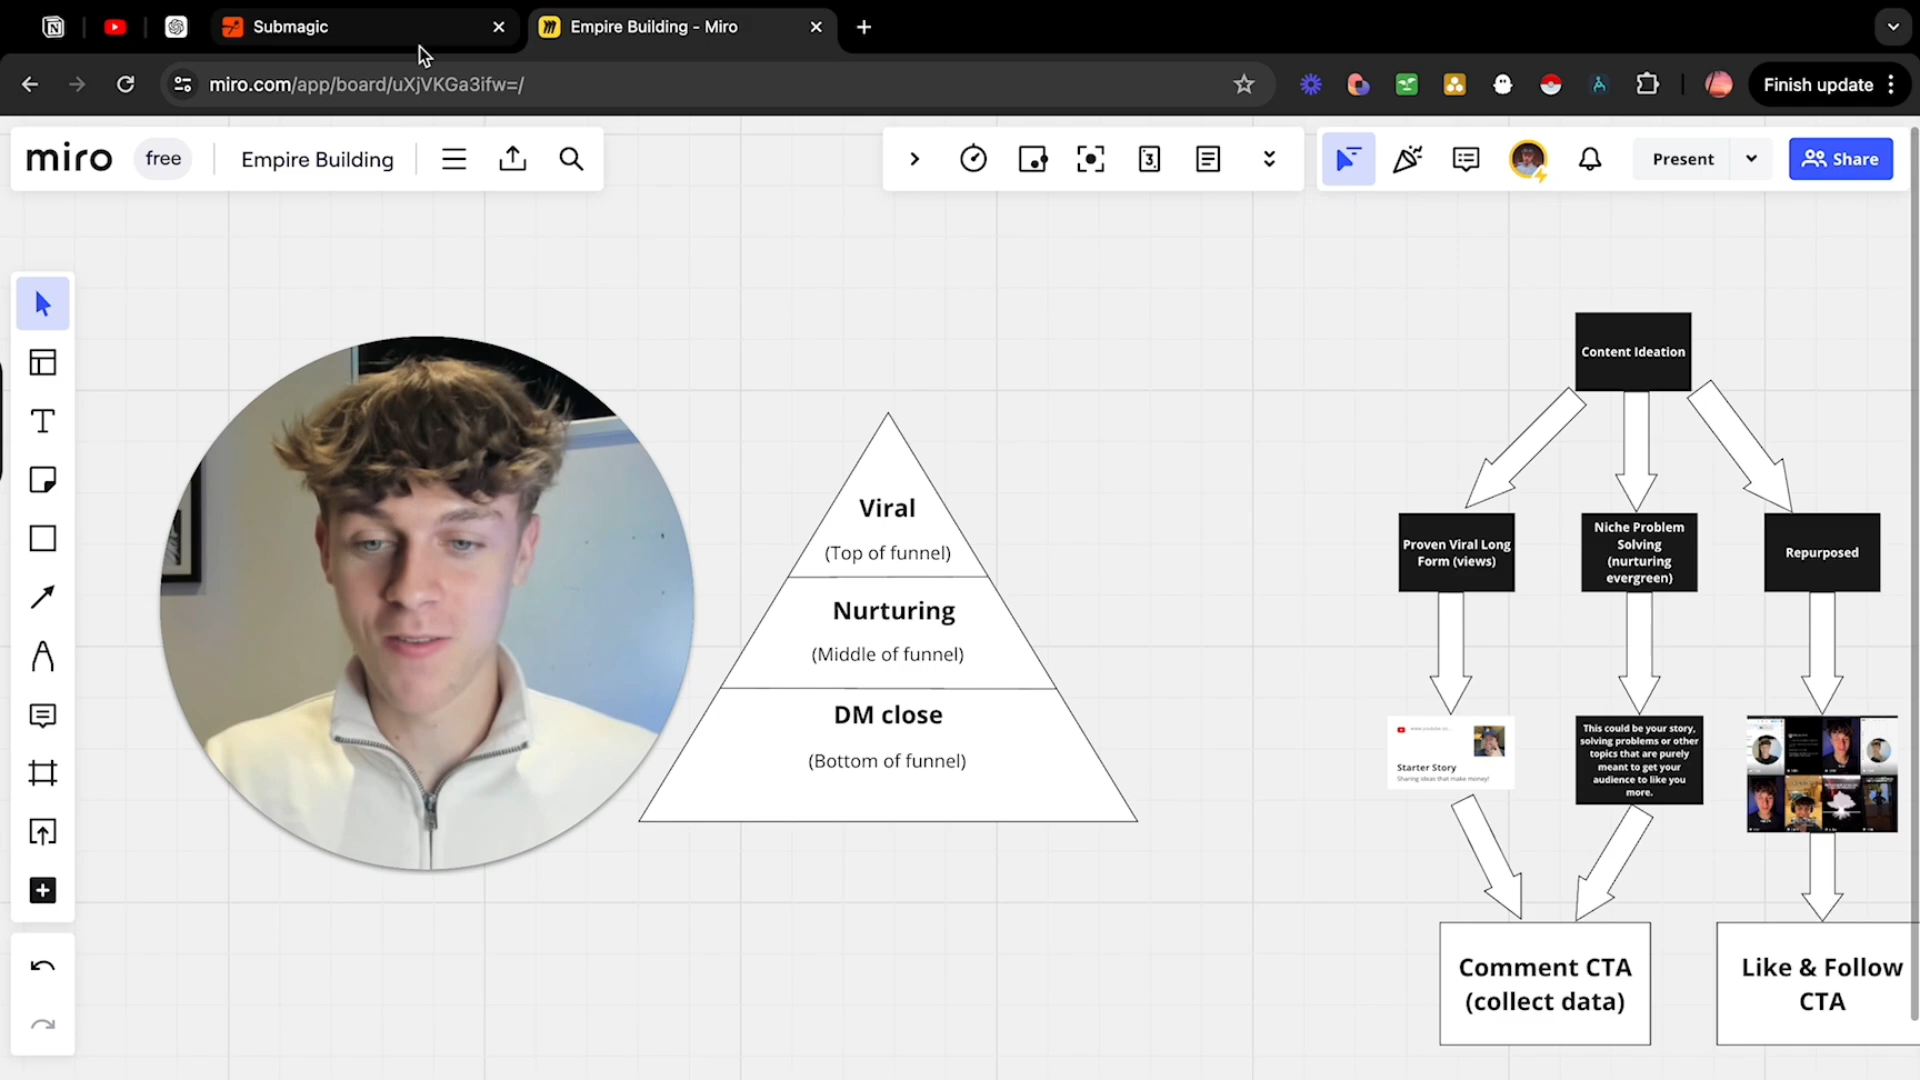 Submagic
Empire Building - Miro
miro.com/app/board/uXjVKGa3ifw=/
Finish update
miro
free
Empire Building
3
Present
Share
Content Ideation
Viral
(Top of funnel)
Nurturing
(Middle of funnel)
DM close
(Bottom of funnel)
Proven Viral Long
Form (views)
Niche Problem
Solving
(nurturing
evergreen)
Repurposed
Starter Story
Sharing ideas that make money!
This could be your story,
solving problems or other
topics that are purely
meant to get your
audience to like you
more.
Comment CTA
(collect data)
Like & Follow
CTA